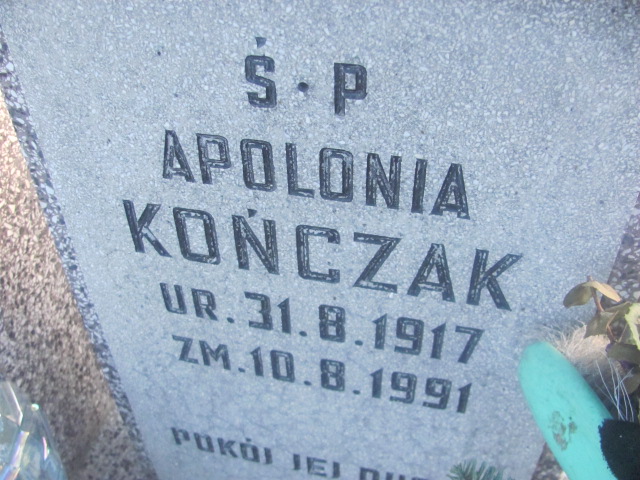 Ś·P
APOLONIA
KOŃCZAK
UR. 31.8.1917
ZM. 10.8.1991
POKÓJ JEJ